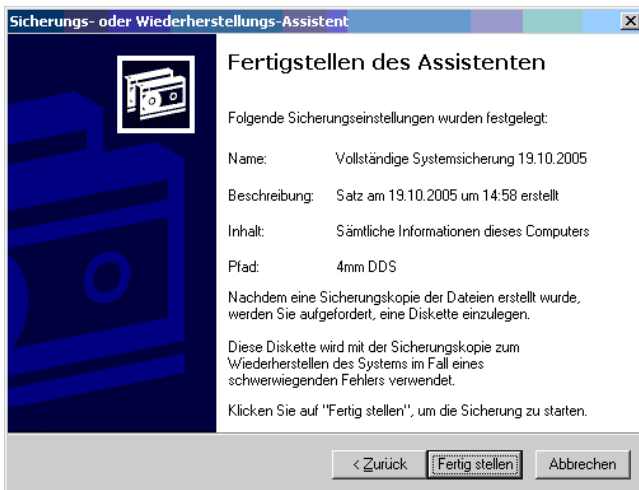 Sicherungs- oder Wiederherstellungs-Assistent
Fertigstellen des Assistenten
Folgende Sicherungseinstellungen wurden festgelegt:
Name: Vollständige Systemsicherung 19.10.2005
Beschreibung: Satz am 19.10.2005 um 14:58 erstellt
Inhalt: Sämtliche Informationen dieses Computers
Pfad: 4mm DDS
Nachdem eine Sicherungskopie der Dateien erstellt wurde,
werden Sie aufgefordert, eine Diskette einzulegen.
Diese Diskette wird mit der Sicherungskopie zum
Wiederherstellen des Systems im Fall eines
schwerwiegenden Fehlers verwendet.
Klicken Sie auf "Fertig stellen", um die Sicherung zu starten.
< Zurück Fertig stellen Abbrechen